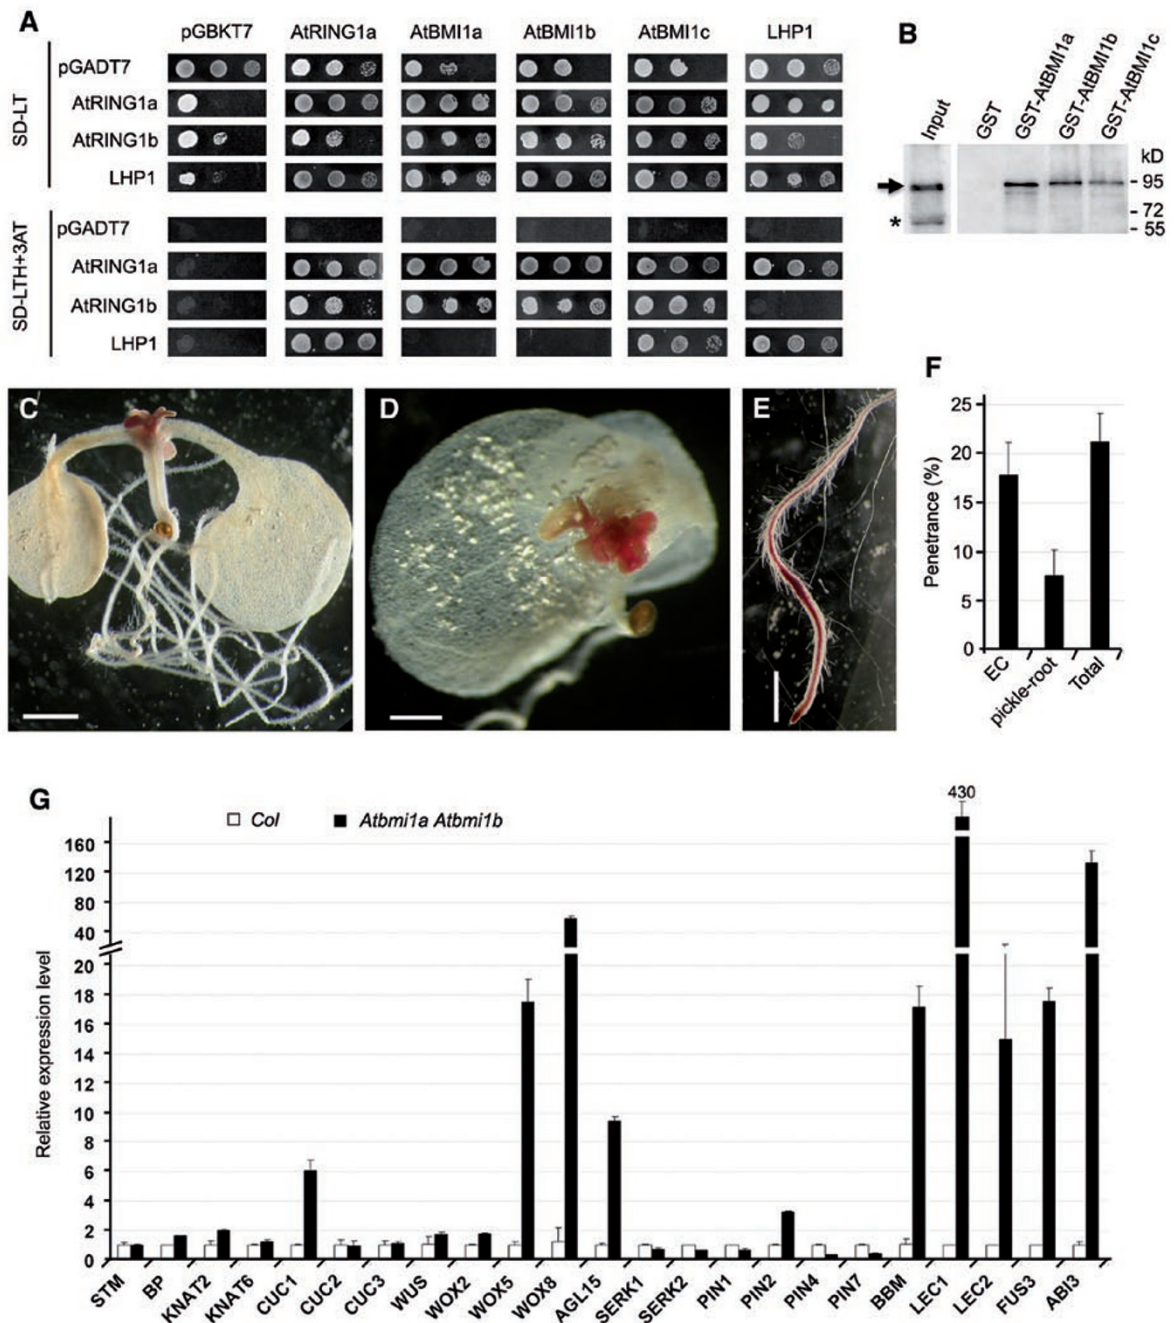 A
pGBKT7 AtRING1a AtBMI1a AtBMI1b AtBMI1c LHP1
SD-LT
pGADT7
AtRING1a
AtRING1b
LHP1
SD-LTH+3AT
pGADT7
AtRING1a
AtRING1b
LHP1
B
Input GST GST-AtBMI1a GST-AtBMI1b GST-AtBMI1c
kD
95
72
55
*
C
D
E
F
Penetrance (%)
25
20
15
10
5
0
EC pickle-root Total
G
Col Atbmi1a Atbmi1b
430
Relative expression level
160
120
80
40
20
18
16
14
12
10
8
6
4
2
0
STM BP KNAT2 KNAT6 CUC1 CUC2 CUC3 WUS WOX2 WOX5 WOX8 AGL15 SERK1 SERK2 PIN1 PIN2 PIN4 PIN7 BBM LEC1 LEC2 FUS3 ABI3